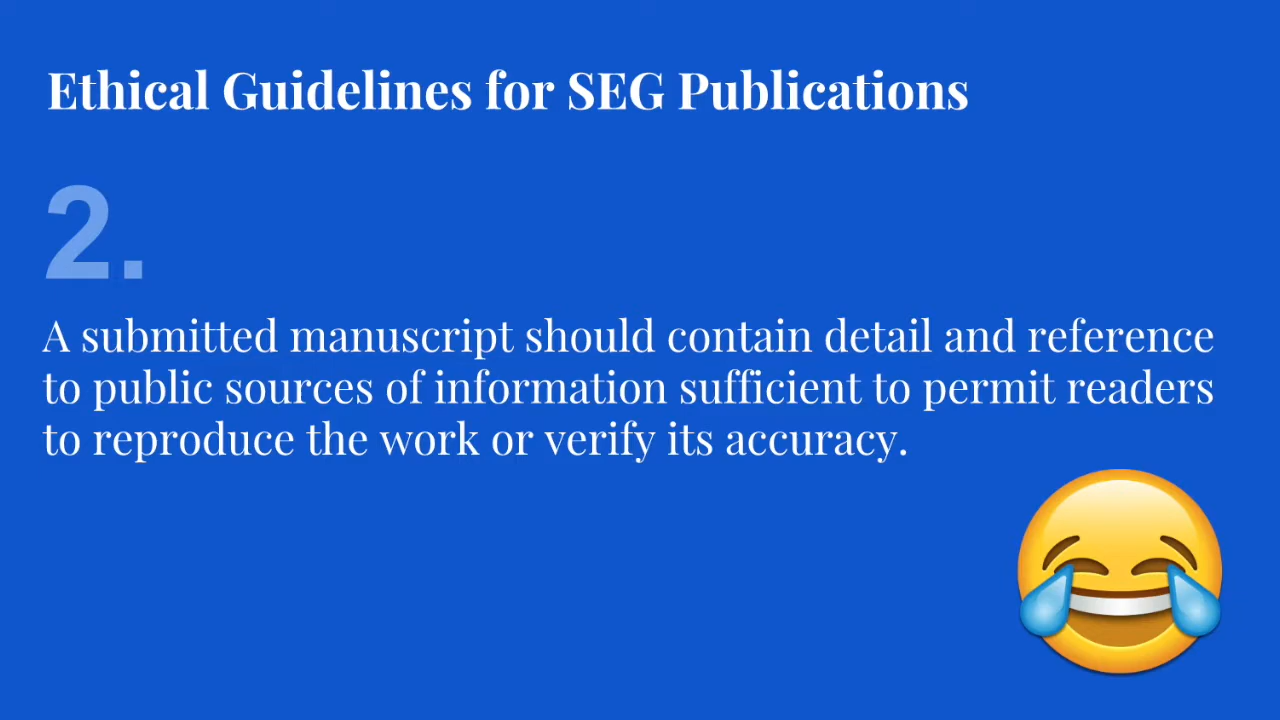 Ethical Guidelines for SEG Publications
2.
A submitted manuscript should contain detail and reference
to public sources of information sufficient to permit readers
to reproduce the work or verify its accuracy.